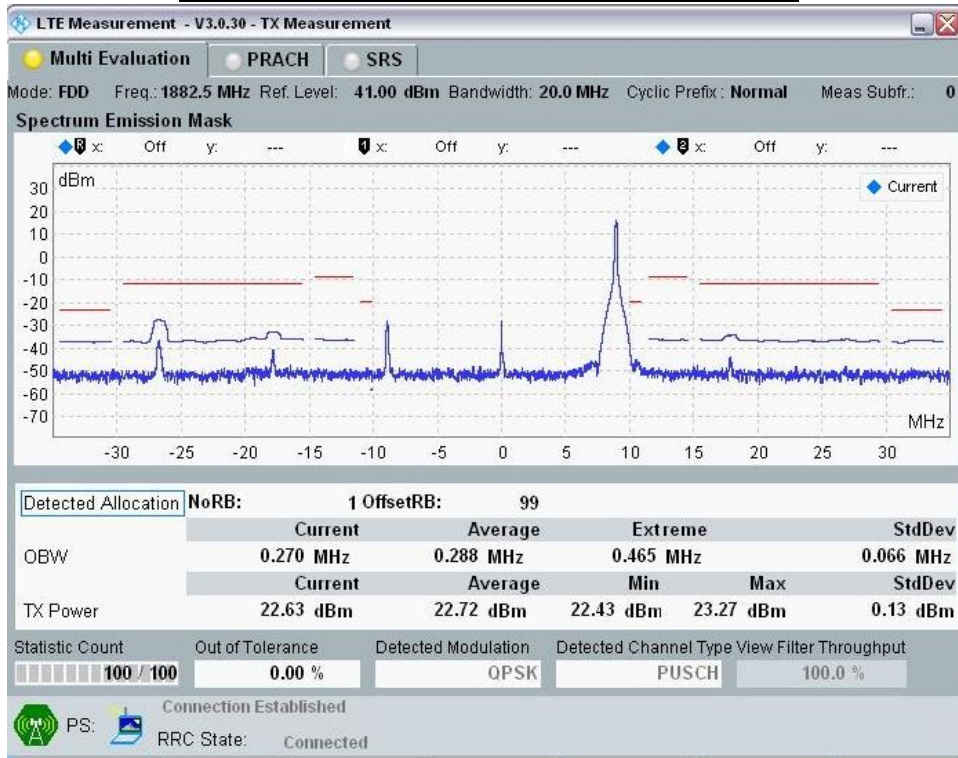 LTE Measurement - V3.0.30 - TX Measurement
Multi Evaluation PRACH SRS
Mode: FDD Freq.: 1882.5 MHz Ref. Level: 41.00 dBm Bandwidth: 20.0 MHz Cyclic Prefix : Normal Meas Subfr.: 0
Spectrum Emission Mask
R x: Off y: --- 1 x: Off y: --- 2 x: Off y: ---
dBm
Current
30
20
10
0
-10
-20
-30
-40
-50
-60
-70
MHz
-30 -25 -20 -15 -10 -5 0 5 10 15 20 25 30
Detected Allocation NoRB: 1 OffsetRB: 99
Current Average Extreme StdDev
OBW 0.270 MHz 0.288 MHz 0.465 MHz 0.066 MHz
Current Average Min Max StdDev
TX Power 22.63 dBm 22.72 dBm 22.43 dBm 23.27 dBm 0.13 dBm
Statistic Count Out of Tolerance Detected Modulation Detected Channel Type View Filter Throughput
100 / 100 0.00 % QPSK PUSCH 100.0 %
PS: Connection Established
RRC State: Connected